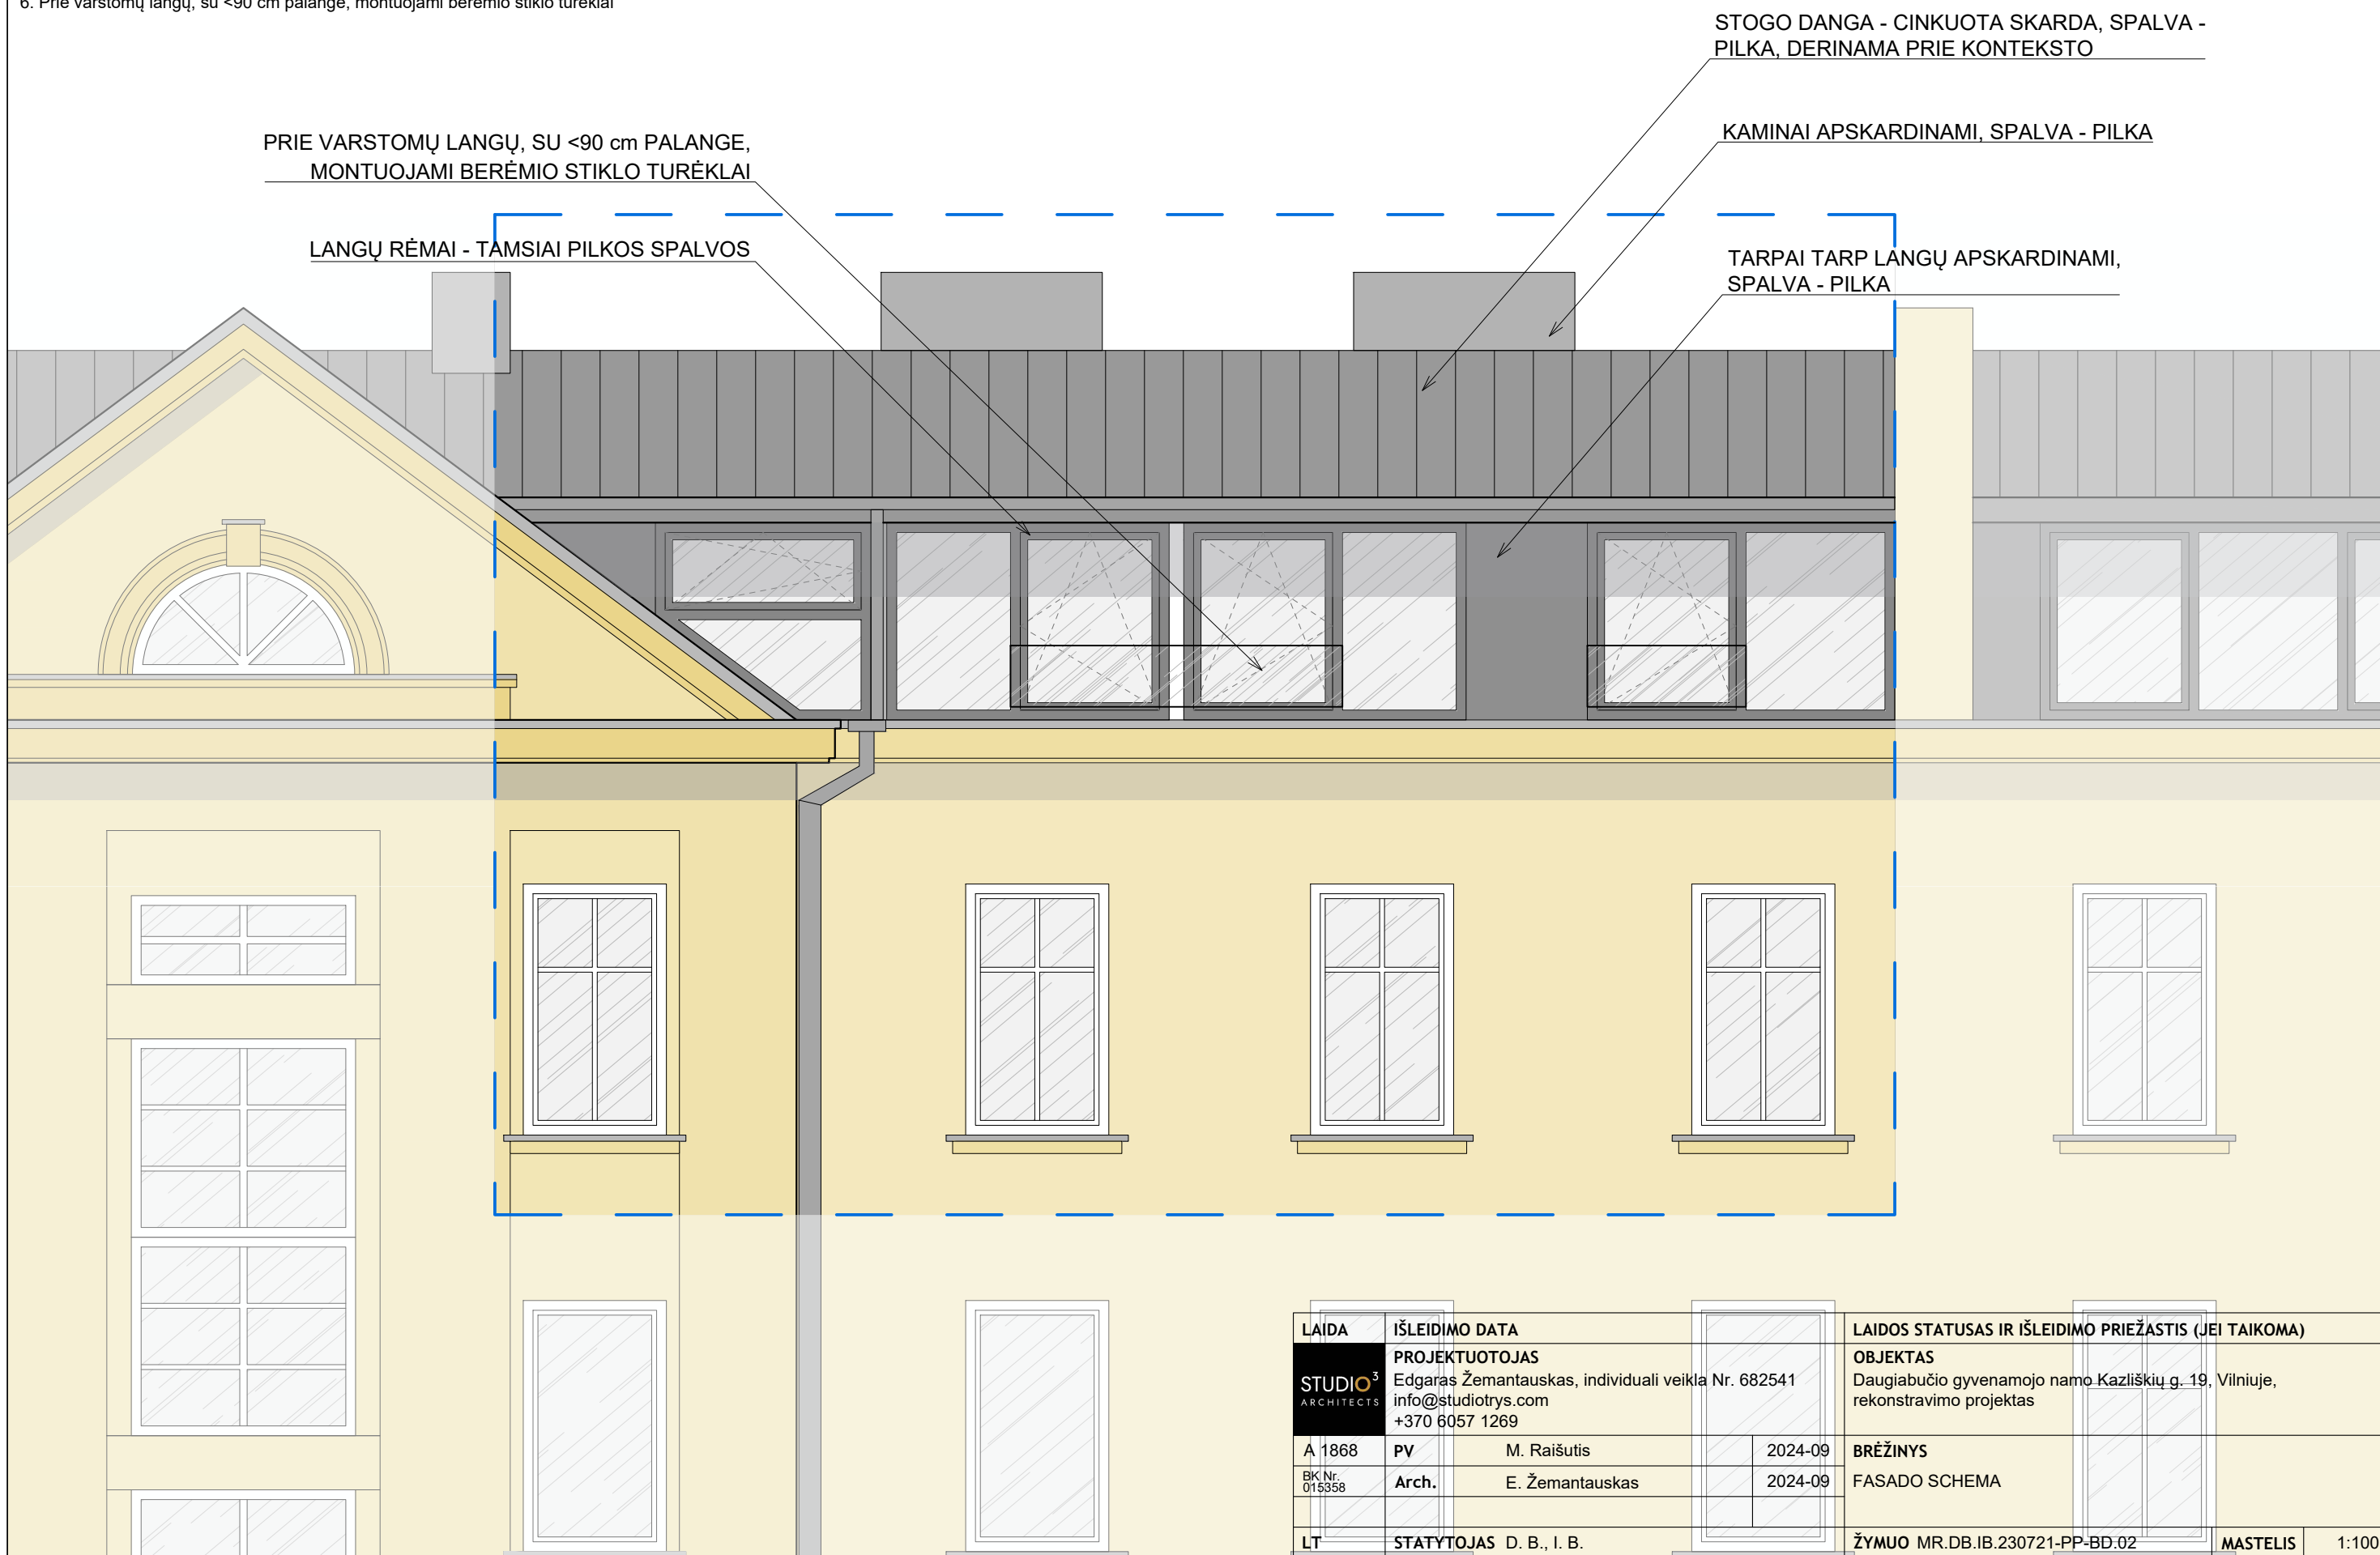 6. Prie varstomų langų, su <90 cm palange, montuojami berėmio stiklo turėklai
STOGO DANGA - CINKUOTA SKARDA, SPALVA -
PILKA, DERINAMA PRIE KONTEKSTO
KAMINAI APSKARDINAMI, SPALVA - PILKA
PRIE VARSTOMŲ LANGŲ, SU <90 cm PALANGE,
MONTUOJAMI BERĖMIO STIKLO TURĖKLAI
LANGŲ RĖMAI - TAMSIAI PILKOS SPALVOS
TARPAI TARP LANGŲ APSKARDINAMI,
SPALVA - PILKA
LAIDA IŠLEIDIMO DATA LAIDOS STATUSAS IR IŠLEIDIMO PRIEŽASTIS (JEI TAIKOMA)
STUDIO3
ARCHITECTS
PROJEKTUOTOJAS
Edgaras Žemantauskas, individuali veikla Nr. 682541
info@studiotrys.com
+370 6057 1269
OBJEKTAS
Daugiabučio gyvenamojo namo Kazliškių g. 19, Vilniuje,
rekonstravimo projektas
A 1868 PV M. Raišutis 2024-09 BRĖŽINYS
BK Nr.
015358
Arch. E. Žemantauskas 2024-09 FASADO SCHEMA
LT STATYTOJAS D. B., I. B. ŽYMUO MR.DB.IB.230721-PP-BD.02 MASTELIS 1:100